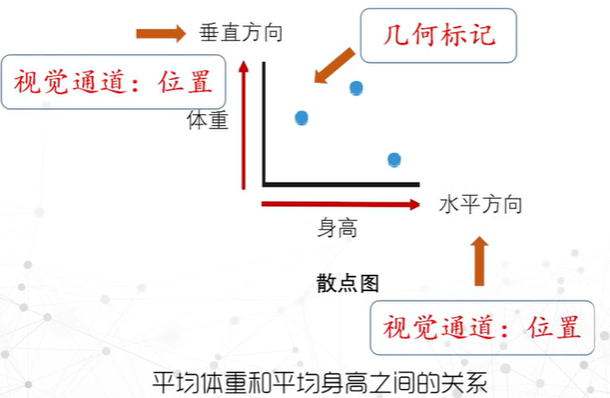 垂直方向
几何标记
视觉通道：位置
体重
水平方向
身高
散点图
视觉通道：位置
平均体重和平均身高之间的关系